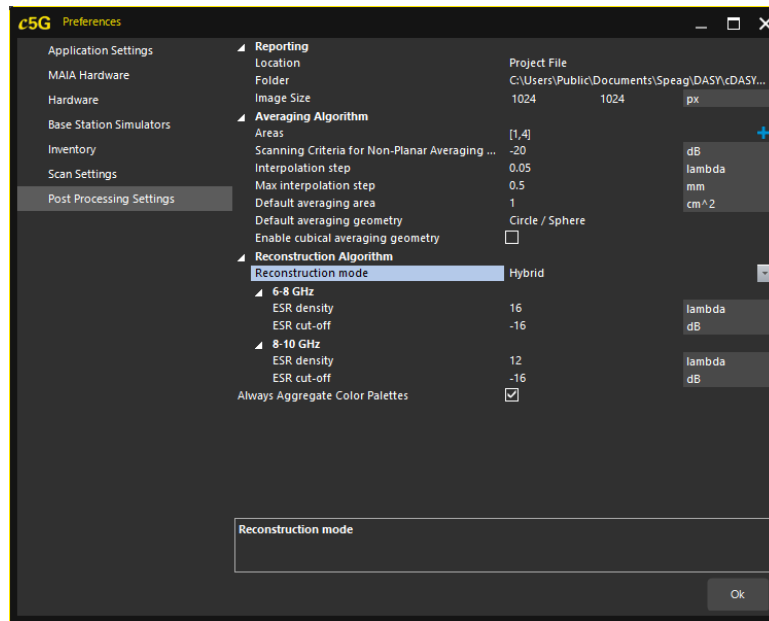 c5G Preferences
Application Settings
MAIA Hardware
Hardware
Base Station Simulators
Inventory
Scan Settings
Post Processing Settings
Reporting
Location Project File
Folder C:\Users\Public\Documents\Speag\DASY\cDASY...
Image Size 1024 1024 px
Averaging Algorithm
Areas [1,4]
Scanning Criteria for Non-Planar Averaging ... -20 dB
Interpolation step 0.05 lambda
Max interpolation step 0.5 mm
Default averaging area 1 cm^2
Default averaging geometry Circle / Sphere
Enable cubical averaging geometry
Reconstruction Algorithm
Reconstruction mode Hybrid
6-8 GHz
ESR density 16 lambda
ESR cut-off -16 dB
8-10 GHz
ESR density 12 lambda
ESR cut-off -16 dB
Always Aggregate Color Palettes
Reconstruction mode
Ok